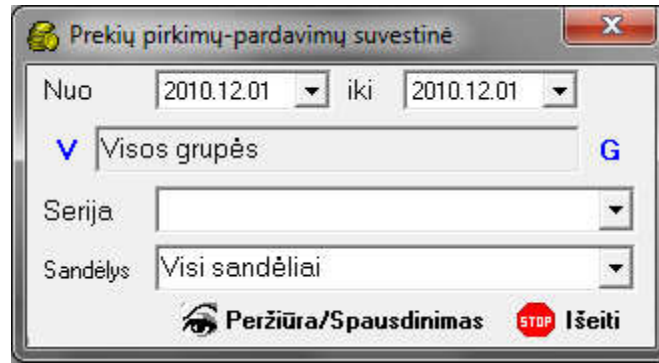 Prekių pirkimų-pardavimų suvestinė
Nuo 2010.12.01 iki 2010.12.01
V Visos grupės G
Serija
Sandėlys Visi sandėliai
Peržiūra/Spausdinimas STOP Išeiti